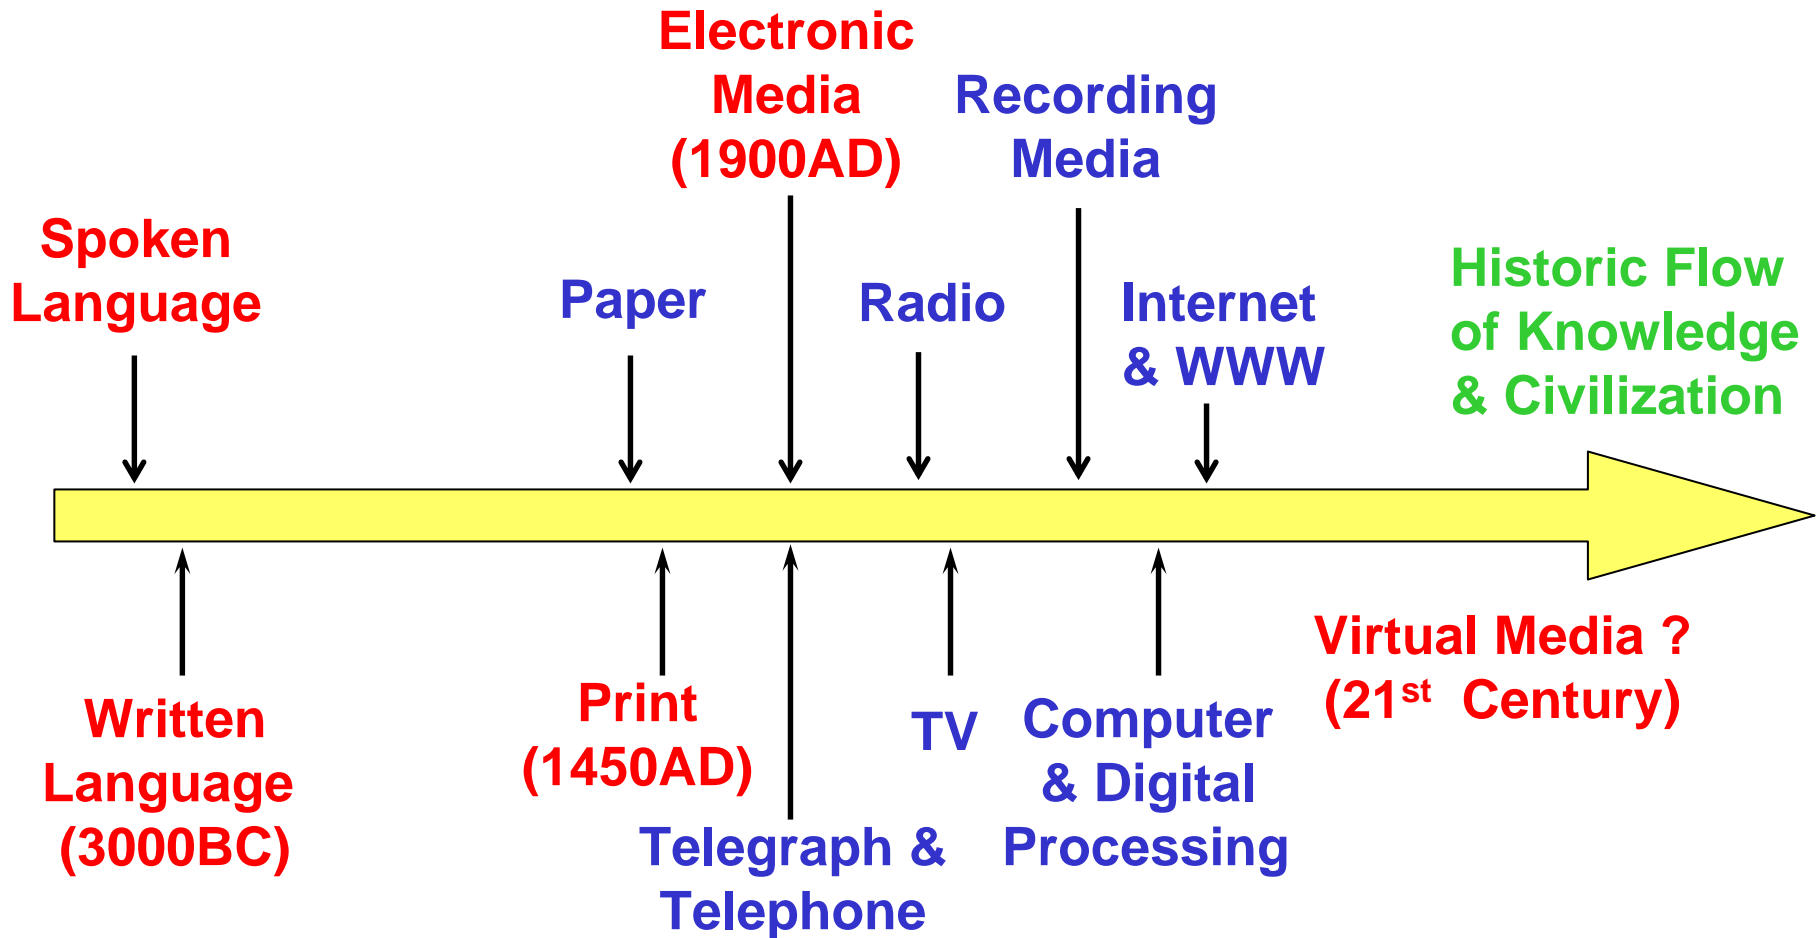 Electronic
Media
(1900AD)
Recording
Media
Spoken
Language
Paper
Radio
Internet
& WWW
Historic Flow
of Knowledge
& Civilization
Written
Language
(3000BC)
Print
(1450AD)
Telegraph &
Telephone
TV
Computer
& Digital
Processing
Virtual Media ?
(21st Century)